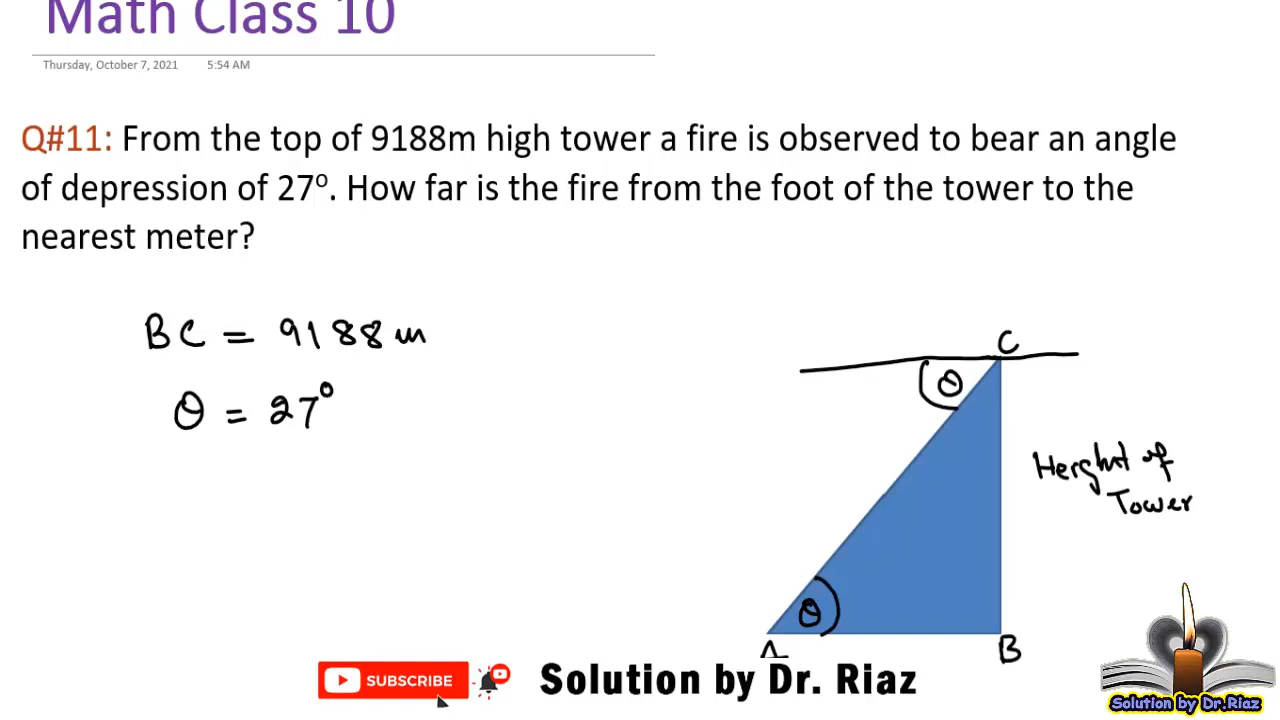 Math Class 10
Thursday, October 7, 2021 5:54 AM
Q#11: From the top of 9188m high tower a fire is observed to bear an angle
of depression of 27º. How far is the fire from the foot of the tower to the
nearest meter?
BC = 9188 m
θ = 27°
C
θ
Height of
Tower
θ
A
B
SUBSCRIBE
Solution by Dr. Riaz
Solution by Dr.Riaz